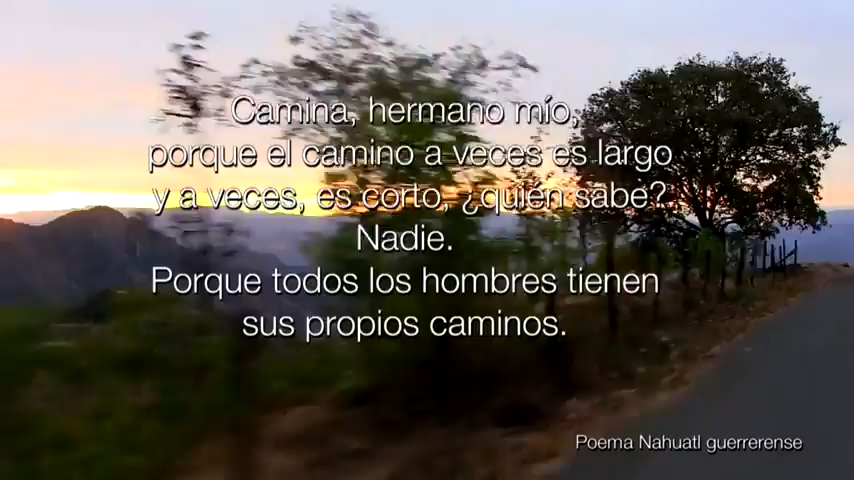 Camina, hermano mío,
porque el camino a veces es largo
y a veces, es corto, ¿quién sabe?
Nadie.
Porque todos los hombres tienen
sus propios caminos.
Poema Nahuatl guerrerense